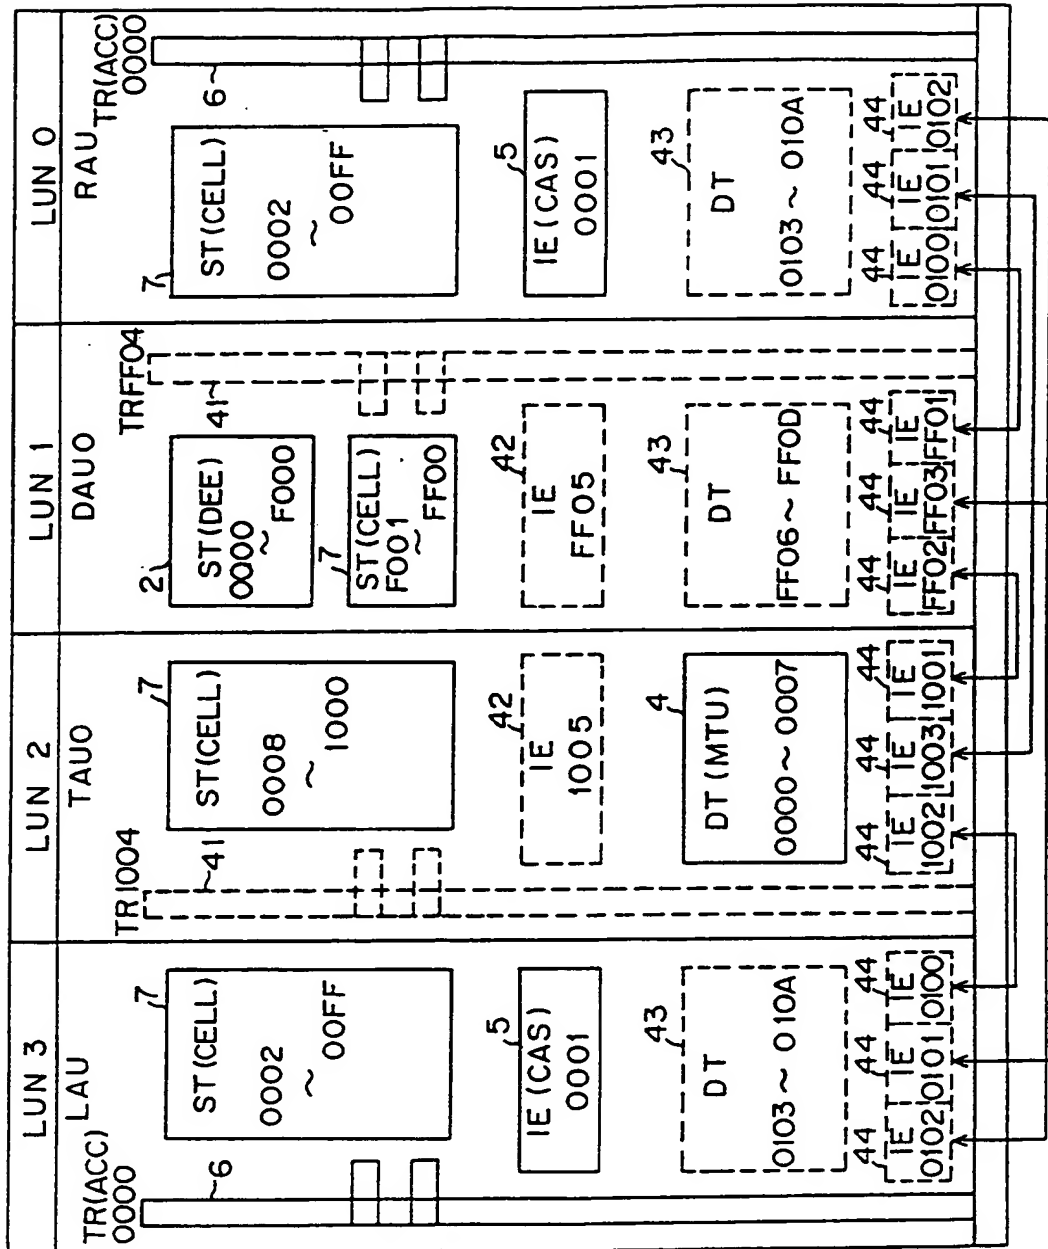 LUN 3
LAU
TR(ACC)
0000
6
7
ST(CELL)
0002
~
00FF
5
IE(CAS)
0001
43
DT
0103~010A
44
44
44
IE
0102
IE
0101
IE
0100
LUN 2
TAU0
TR1004
41
7
ST(CELL)
0008
~
1000
42
IE
1005
4
DT(MTU)
0000~0007
44
44
44
IE
1002
IE
1003
IE
1001
LUN 1
DAU0
TRFF04
41
2
ST(DEE)
0000
~
F000
7
ST(CELL)
F001
~
FF00
42
IE
FF05
43
DT
FF06~FF0D
44
44
44
IE
FF02
IE
FF03
IE
FF01
LUN 0
RAU
TR(ACC)
0000
6
7
ST(CELL)
0002
~
00FF
5
IE(CAS)
0001
43
DT
0103~010A
44
44
44
IE
0100
IE
0101
IE
0102